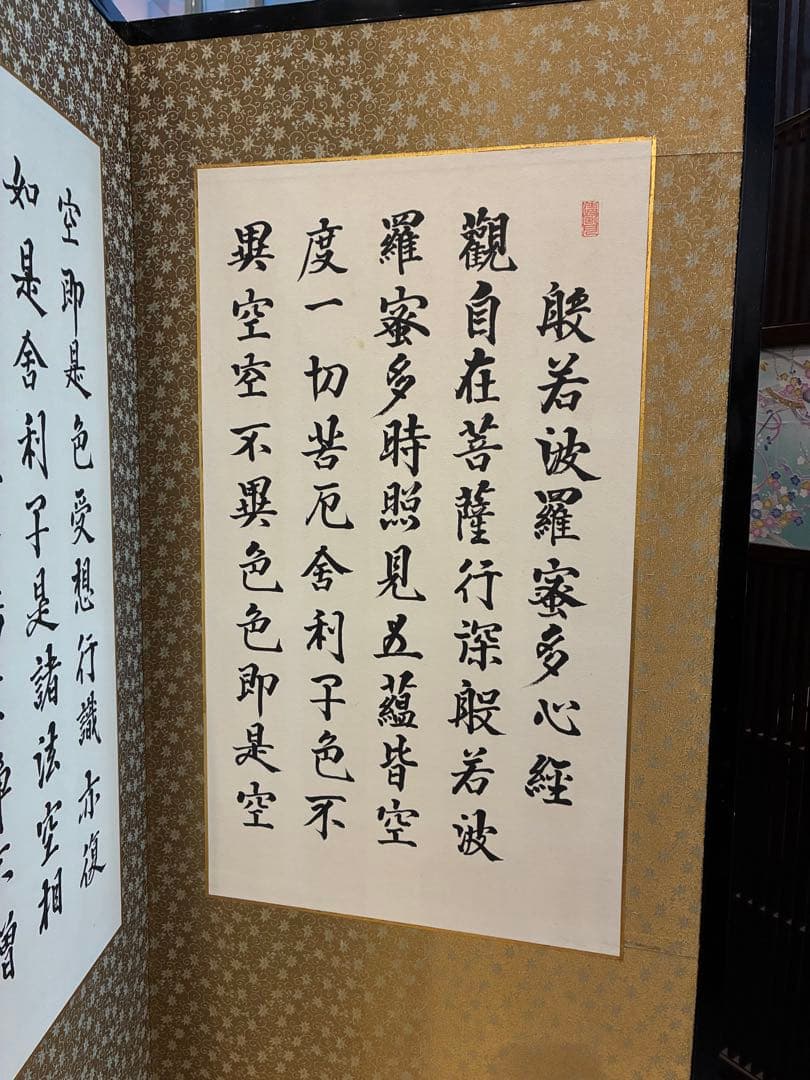 般若波羅蜜多心經
觀自在菩薩行深般若波
羅蜜多時照見五蘊皆空
度一切苦厄舍利子色不
異空空不異色色即是空
空即是色受想行識亦復
如是舍利子是諸法空相